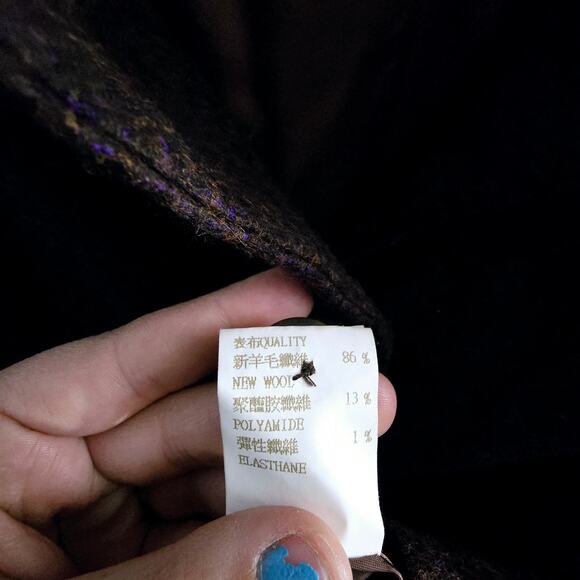 表布QUALITY
新羊毛纖維 86 %
NEW WOOL
聚醯胺纖維 13 %
POLYAMIDE
彈性纖維 1 %
ELASTHANE